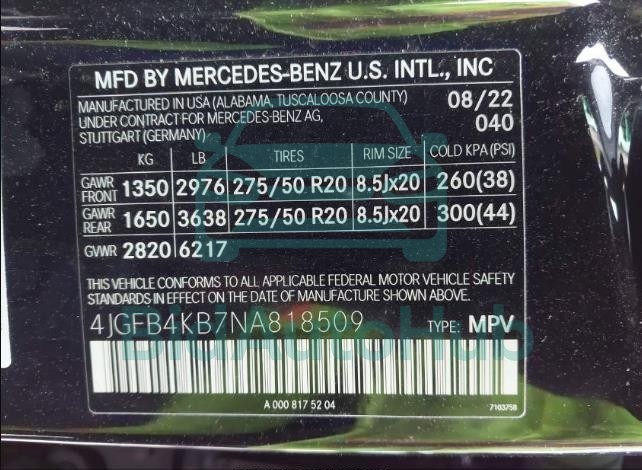 MFD BY MERCEDES-BENZ U.S. INTL., INC
MANUFACTURED IN USA (ALABAMA, TUSCALOOSA COUNTY) 08/22
UNDER CONTRACT FOR MERCEDES-BENZ AG, 040
STUTTGART (GERMANY)
KG LB TIRES RIM SIZE COLD KPA (PSI)
GAWR FRONT 1350 2976 275/50 R20 8.5Jx20 260(38)
GAWR REAR 1650 3638 275/50 R20 8.5Jx20 300(44)
GVWR 2820 6217
THIS VEHICLE CONFORMS TO ALL APPLICABLE FEDERAL MOTOR VEHICLE SAFETY
STANDARDS IN EFFECT ON THE DATE OF MANUFACTURE SHOWN ABOVE.
4JGFB4KB7NA818509 TYPE: MPV
BidAutoHub
A 000 817 52 04 7103758